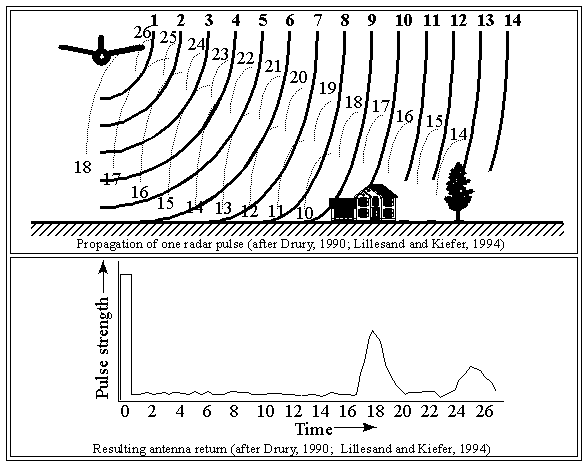 1 2 3 4 5 6 7 8 9 10 11 12 13 14
26 25 24 23 22 21 20 19 18 17 16 15 14
18 17 16 15 14 13 12 11 10
Propagation of one radar pulse (after Drury, 1990; Lillesand and Kiefer, 1994)
Pulse strength
0 2 4 6 8 10 12 14 16 18 20 22 24 26
Time
Resulting antenna return (after Drury, 1990; Lillesand and Kiefer, 1994)